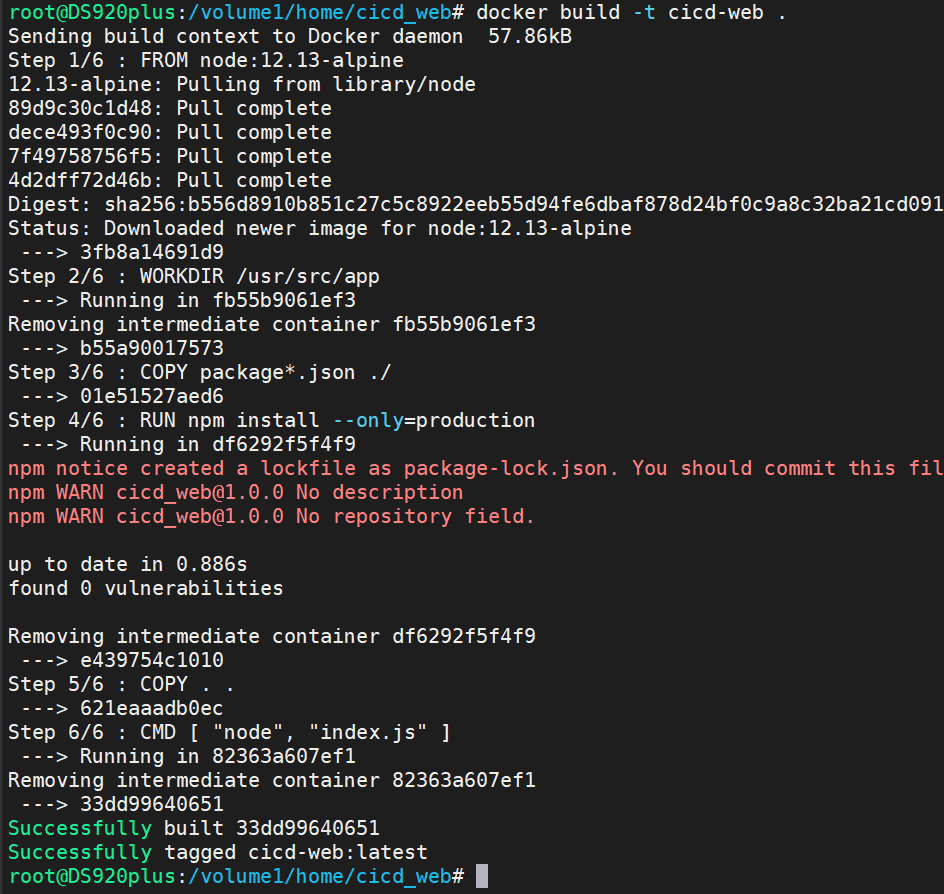 root@DS920plus:/volume1/home/cicd_web# docker build -t cicd-web .
Sending build context to Docker daemon  57.86kB
Step 1/6 : FROM node:12.13-alpine
12.13-alpine: Pulling from library/node
89d9c30c1d48: Pull complete
dece493f0c90: Pull complete
7f49758756f5: Pull complete
4d2dff72d46b: Pull complete
Digest: sha256:b556d8910b851c27c5c8922eeb55d94fe6dbaf878d24bf0c9a8c32ba21cd091
Status: Downloaded newer image for node:12.13-alpine
 ---> 3fb8a14691d9
Step 2/6 : WORKDIR /usr/src/app
 ---> Running in fb55b9061ef3
Removing intermediate container fb55b9061ef3
 ---> b55a90017573
Step 3/6 : COPY package*.json ./
 ---> 01e51527aed6
Step 4/6 : RUN npm install --only=production
 ---> Running in df6292f5f4f9
npm notice created a lockfile as package-lock.json. You should commit this fil
npm WARN cicd_web@1.0.0 No description
npm WARN cicd_web@1.0.0 No repository field.

up to date in 0.886s
found 0 vulnerabilities

Removing intermediate container df6292f5f4f9
 ---> e439754c1010
Step 5/6 : COPY . .
 ---> 621eaaadb0ec
Step 6/6 : CMD [ "node", "index.js" ]
 ---> Running in 82363a607ef1
Removing intermediate container 82363a607ef1
 ---> 33dd99640651
Successfully built 33dd99640651
Successfully tagged cicd-web:latest
root@DS920plus:/volume1/home/cicd_web#